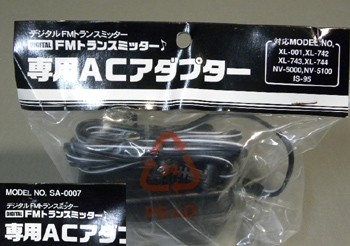 デジタルFMトランスミッター
DIGITAL FMトランスミッター♪
専用ACアダプター
対応MODEL NO.
XL-001,XL-742
XL-743,XL-744
NV-5000,NV-5100
IS-95
MODEL NO. SA-0007
デジタルFMトランスミッター
DIGITAL FMトランスミッター
専用ACア